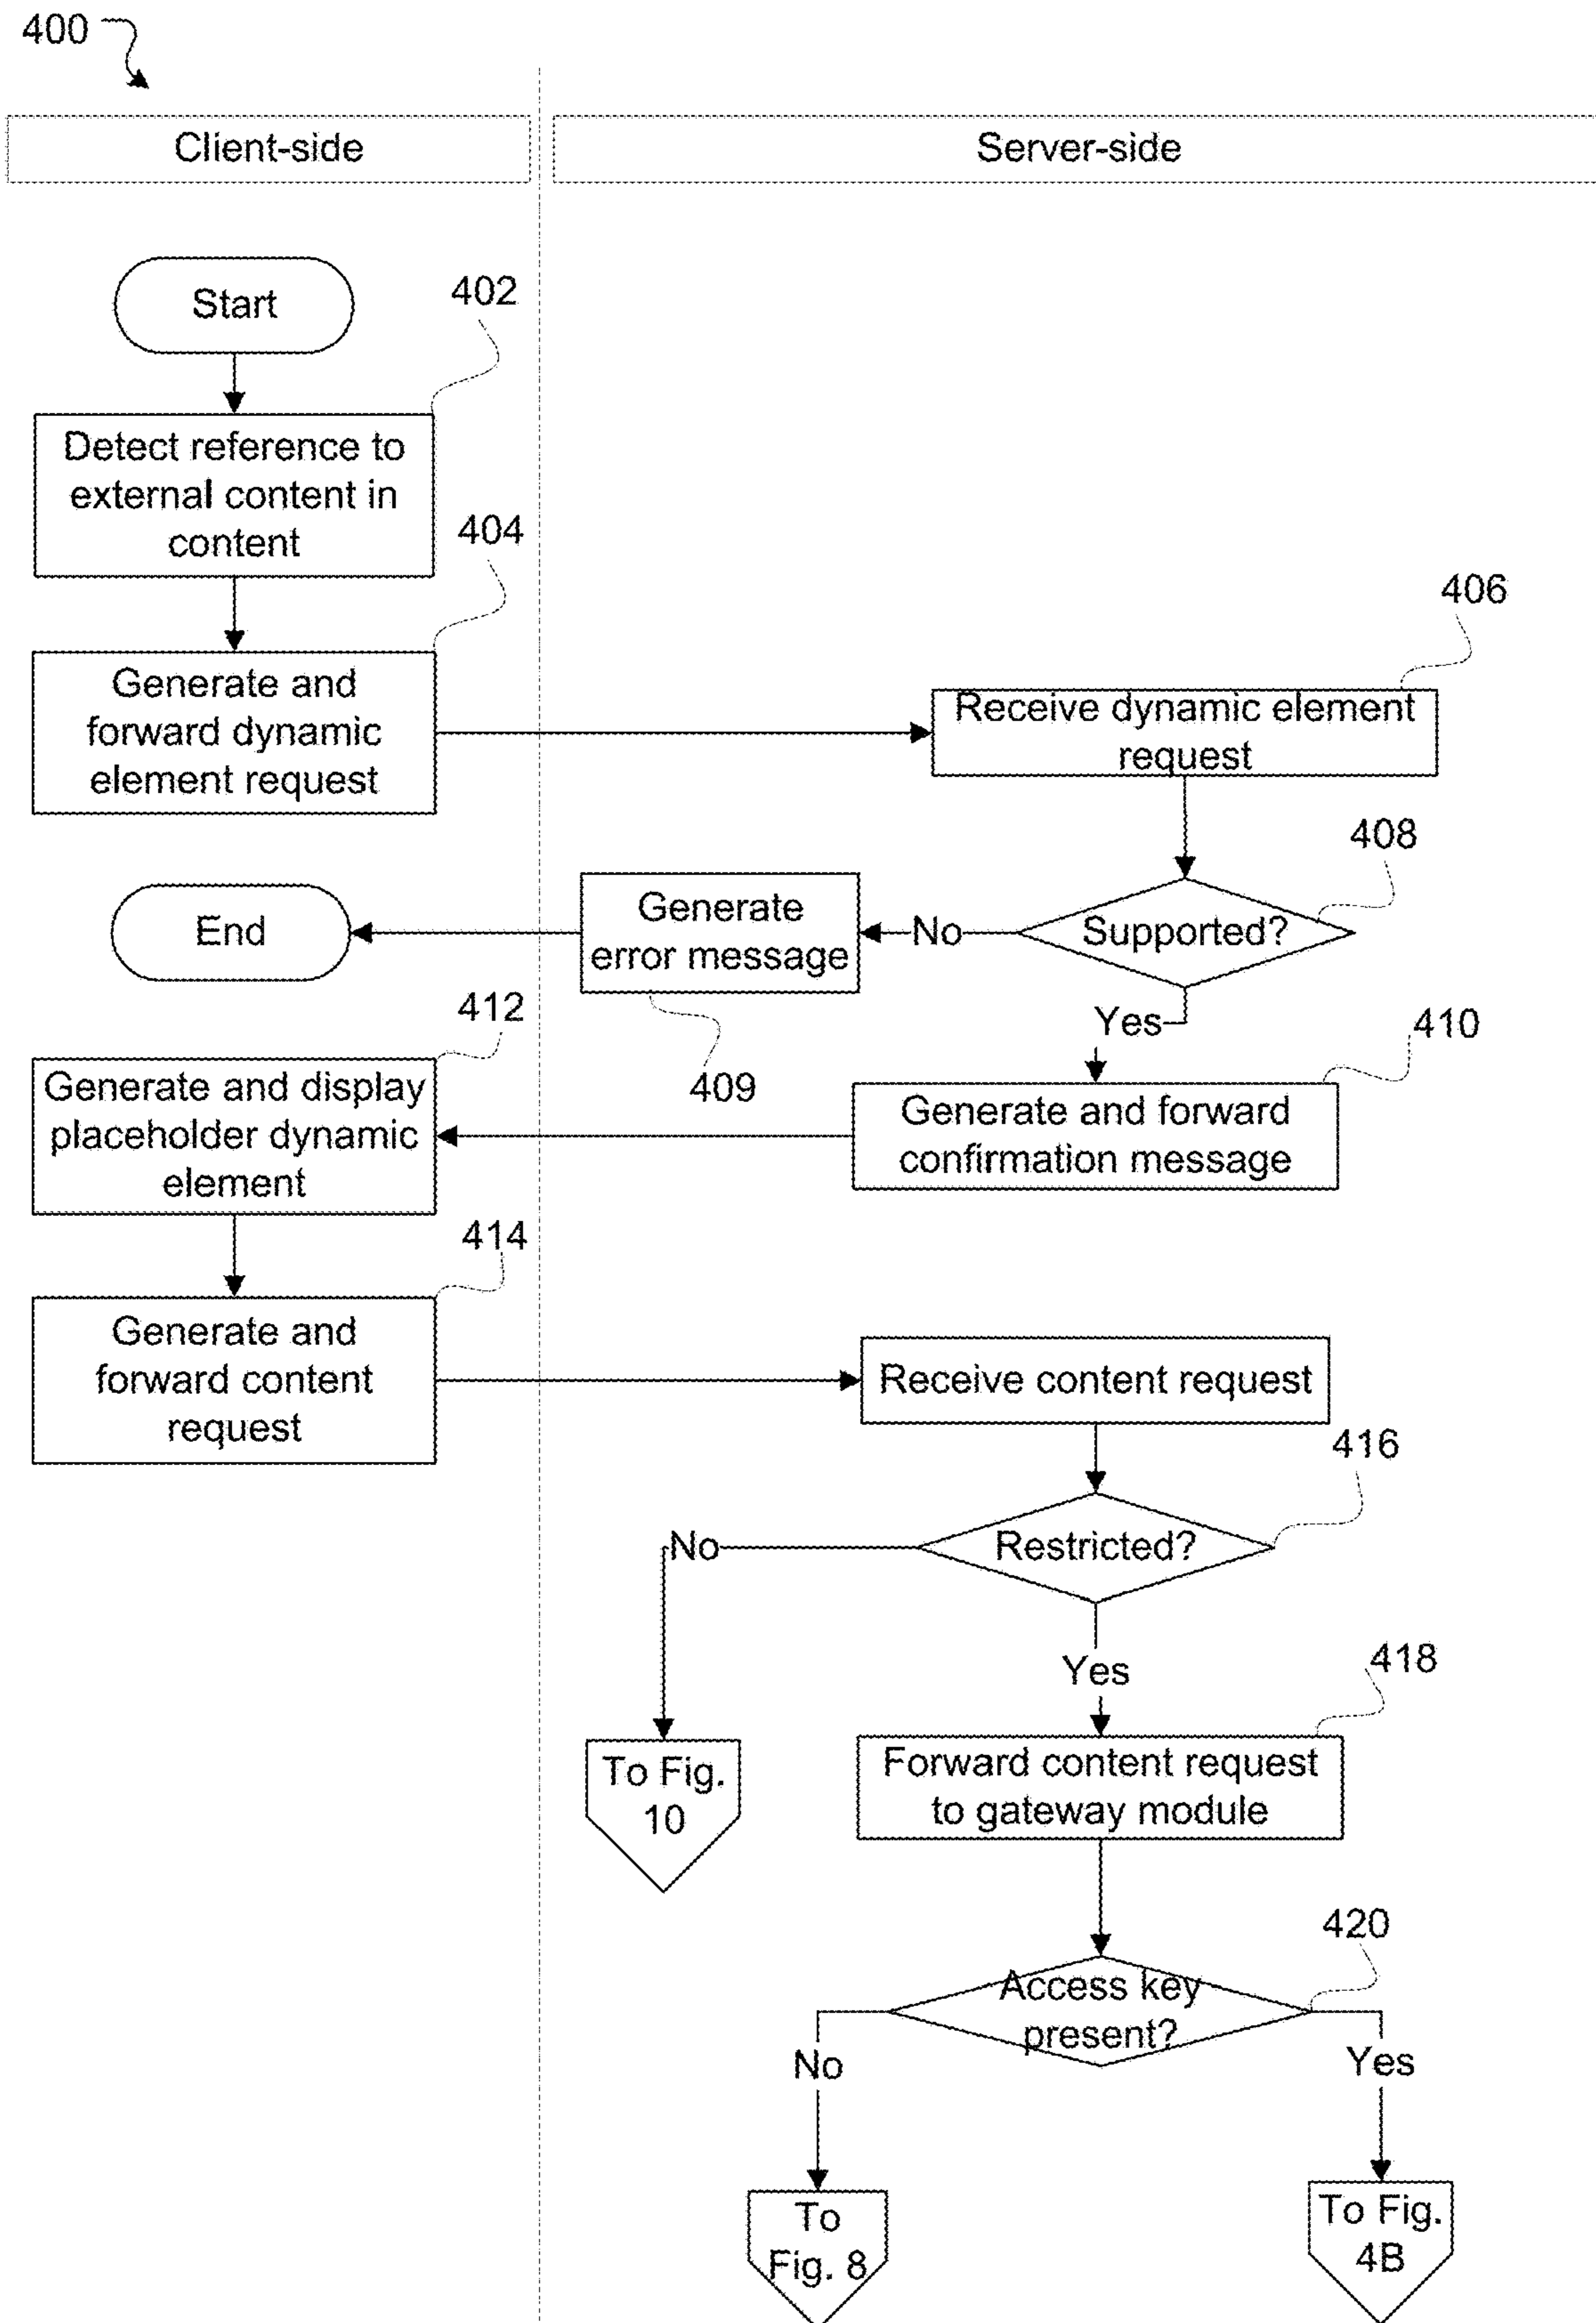 400
Client-side
Server-side
Start
402
Detect reference to
external content in
content
404
Generate and
forward dynamic
element request
406
Receive dynamic element
request
408
Supported?
No
Generate
error message
409
End
Yes
410
Generate and forward
confirmation message
412
Generate and display
placeholder dynamic
element
414
Generate and
forward content
request
Receive content request
416
Restricted?
No
To Fig.
10
Yes
418
Forward content request
to gateway module
420
Access key
present?
No
Yes
To
Fig. 8
To Fig.
4B